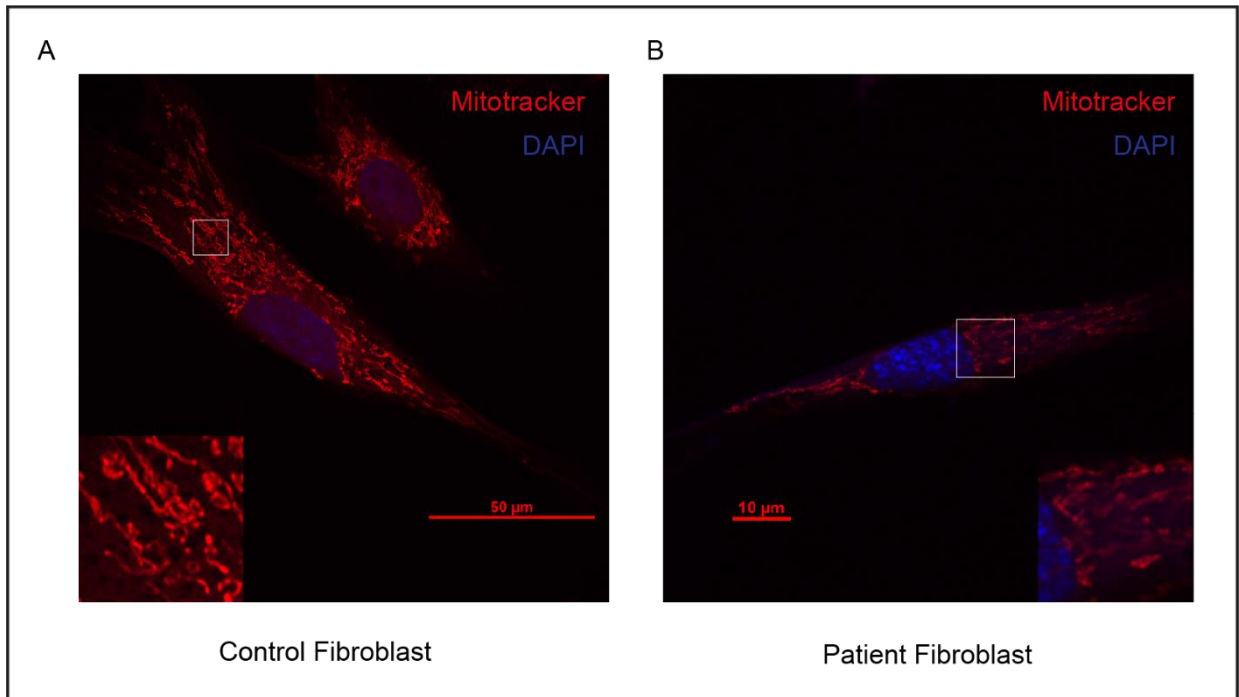 A
B
Mitotracker
DAPI
50 µm
Mitotracker
DAPI
10 µm
Control Fibroblast
Patient Fibroblast